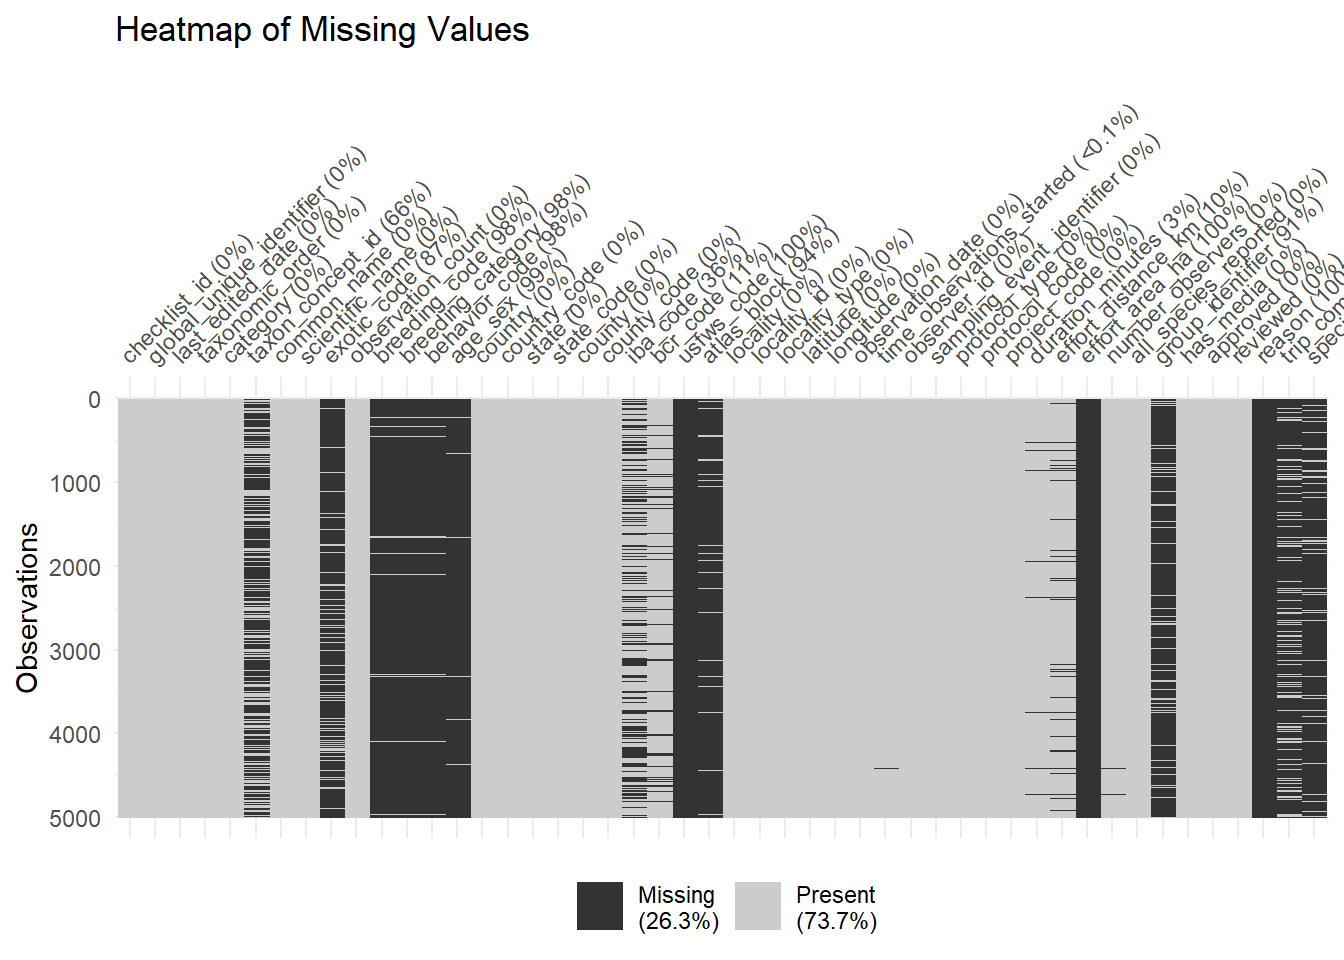 Heatmap of Missing Values
checklist_id (0%)
global_unique_identifier (0%)
last_edited_date (0%)
taxonomic_order (0%)
category (0%)
taxon_concept_id (66%)
common_name (0%)
scientific_name (0%)
exotic_code (87%)
observation_count (0%)
breeding_code (98%)
breeding_category (98%)
behavior_code (98%)
age_sex (99%)
country (0%)
country_code (0%)
state (0%)
state_code (0%)
county (0%)
county_code (0%)
iba_code (36%)
bcr_code (11%)
usfws_code (100%)
atlas_block (94%)
locality (0%)
locality_id (0%)
locality_type (0%)
latitude (0%)
longitude (0%)
observation_date (0%)
time_observations_started (<0.1%)
observer_id (0%)
sampling_event_identifier (0%)
protocol_type (0%)
protocol_code (0%)
project_code (0%)
duration_minutes (3%)
effort_distance_km (10%)
effort_area_ha (100%)
number_observers (0%)
all_species_reported (0%)
group_identifier (91%)
has_media (0%)
approved (0%)
reviewed (0%
reason (100
trip_co
spec
0
1000
2000
3000
4000
5000
Observations
Missing
(26.3%)
Present
(73.7%)